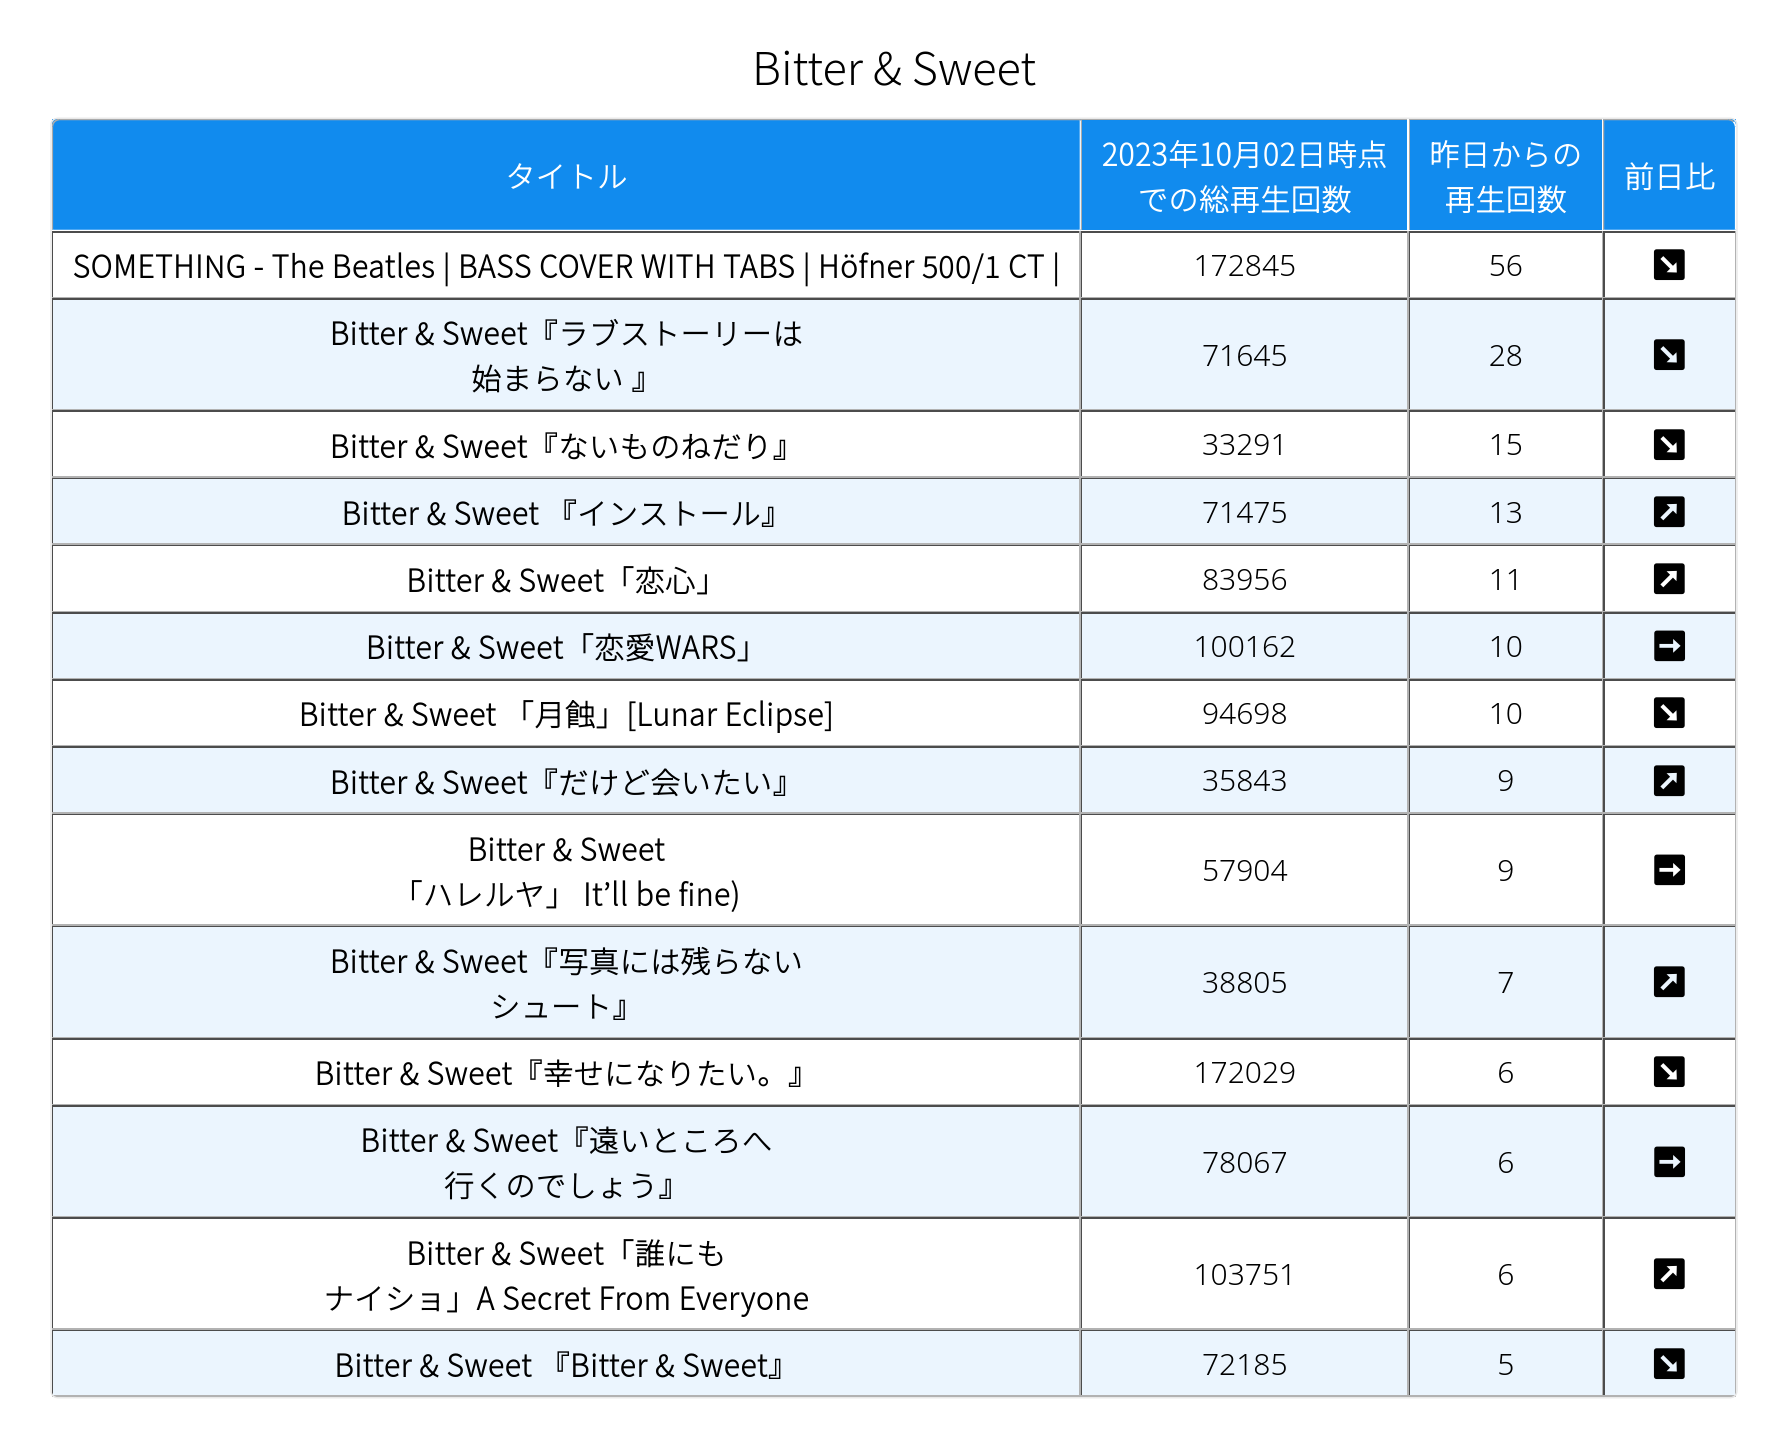 Bitter & Sweet
タイトル
2023年10月02日時点
での総再生回数
昨日からの
再生回数
前日比
SOMETHING - The Beatles | BASS COVER WITH TABS | Höfner 500/1 CT |
172845
56
↘
Bitter & Sweet『ラブストーリーは
始まらない 』
71645
28
↘
Bitter & Sweet『ないものねだり』
33291
15
↘
Bitter & Sweet 『インストール』
71475
13
↗
Bitter & Sweet「恋心」
83956
11
↗
Bitter & Sweet「恋愛WARS」
100162
10
→
Bitter & Sweet 「月蝕」[Lunar Eclipse]
94698
10
↘
Bitter & Sweet『だけど会いたい』
35843
9
↗
Bitter & Sweet
「ハレルヤ」 It’ll be fine)
57904
9
→
Bitter & Sweet『写真には残らない
シュート』
38805
7
↗
Bitter & Sweet『幸せになりたい。』
172029
6
↘
Bitter & Sweet『遠いところへ
行くのでしょう』
78067
6
→
Bitter & Sweet「誰にも
ナイショ」A Secret From Everyone
103751
6
↗
Bitter & Sweet 『Bitter & Sweet』
72185
5
↘